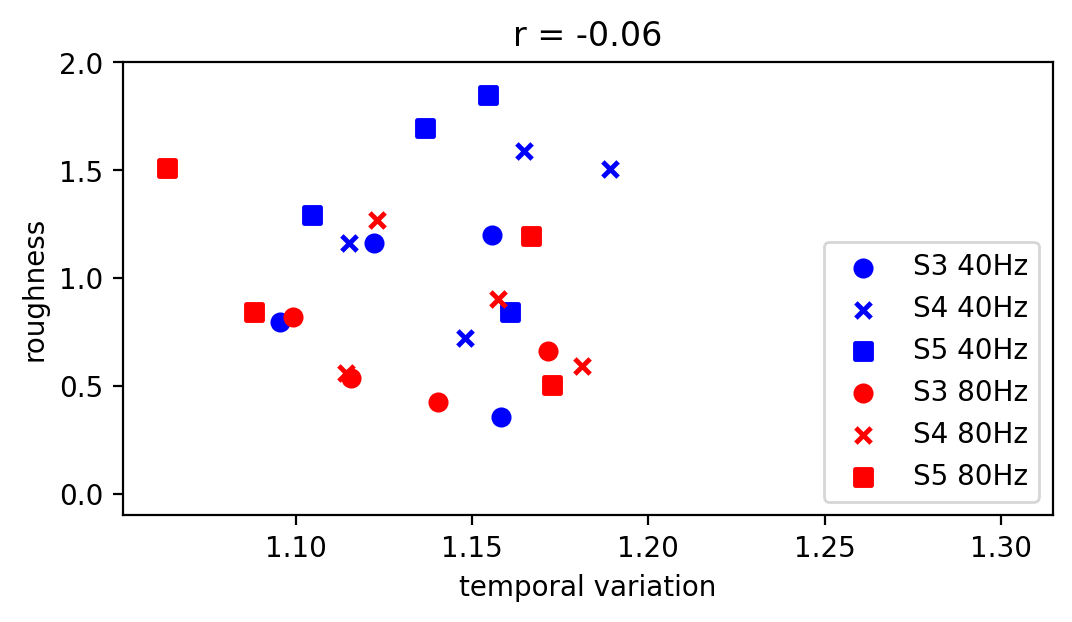 r = -0.06
2.0
1.5
1.0
0.5
0.0
roughness
S3 40Hz
S4 40Hz
S5 40Hz
S3 80Hz
S4 80Hz
S5 80Hz
1.10 1.15 1.20 1.25 1.30
temporal variation